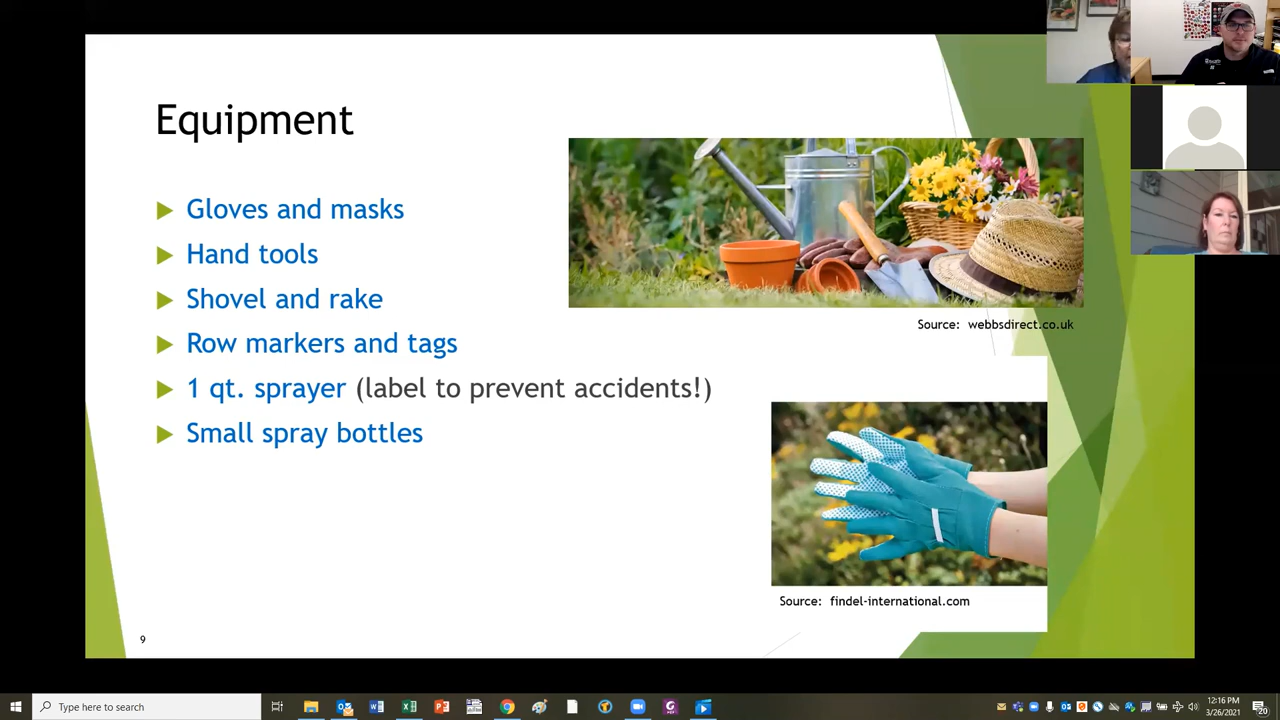 Equipment
Gloves and masks
Hand tools
Shovel and rake
Row markers and tags
1 qt. sprayer (label to prevent accidents!)
Small spray bottles
Source: webbsdirect.co.uk
Source: findel-international.com
9
Type here to search
12:16 PM
3/26/2021
20